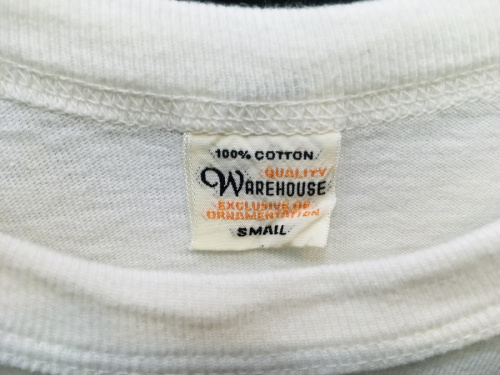 100% COTTON
QUALITY
WAREHOUSE
EXCLUSIVE OF
ORNAMENTATION
SMALL